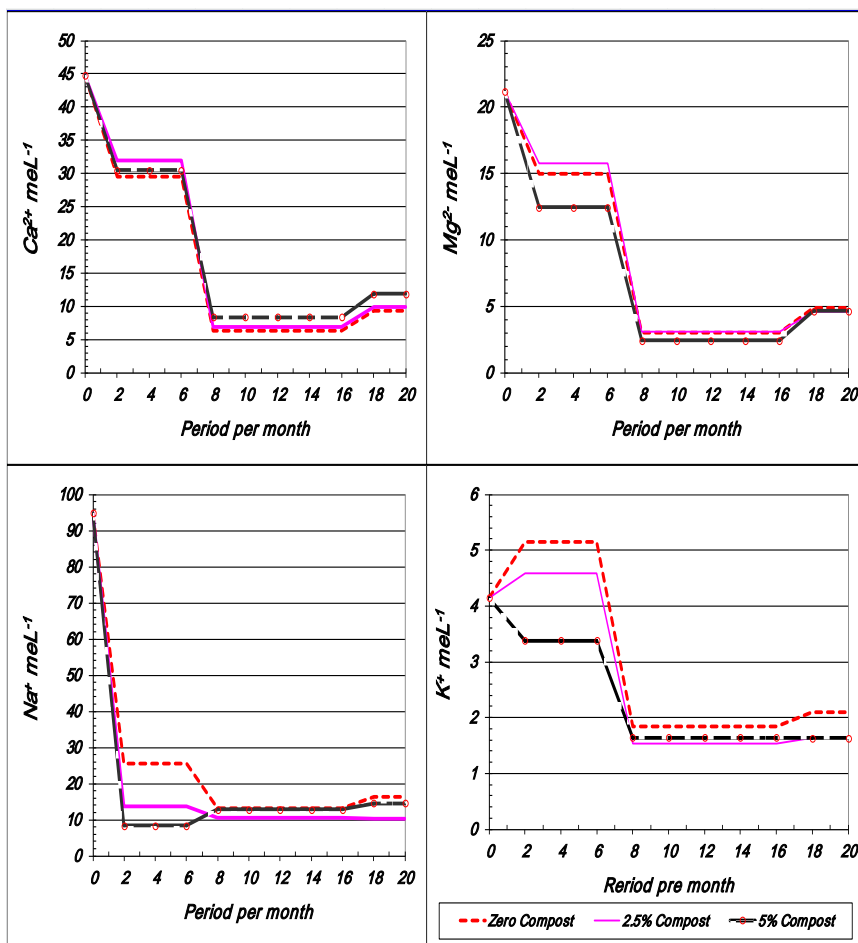 50
45
40
35
30
25
20
15
10
5
0
Ca²⁺ meL⁻¹
0 2 4 6 8 10 12 14 16 18 20
Period per month
25
20
15
10
5
0
Mg²⁻ meL⁻¹
0 2 4 6 8 10 12 14 16 18 20
Period per month
100
90
80
70
60
50
40
30
20
10
0
Na⁺ meL⁻¹
0 2 4 6 8 10 12 14 16 18 20
Period per month
6
5
4
3
2
1
0
K⁺ meL⁻¹
0 2 4 6 8 10 12 14 16 18 20
Reriod pre month
Zero Compost 2.5% Compost 5% Compost